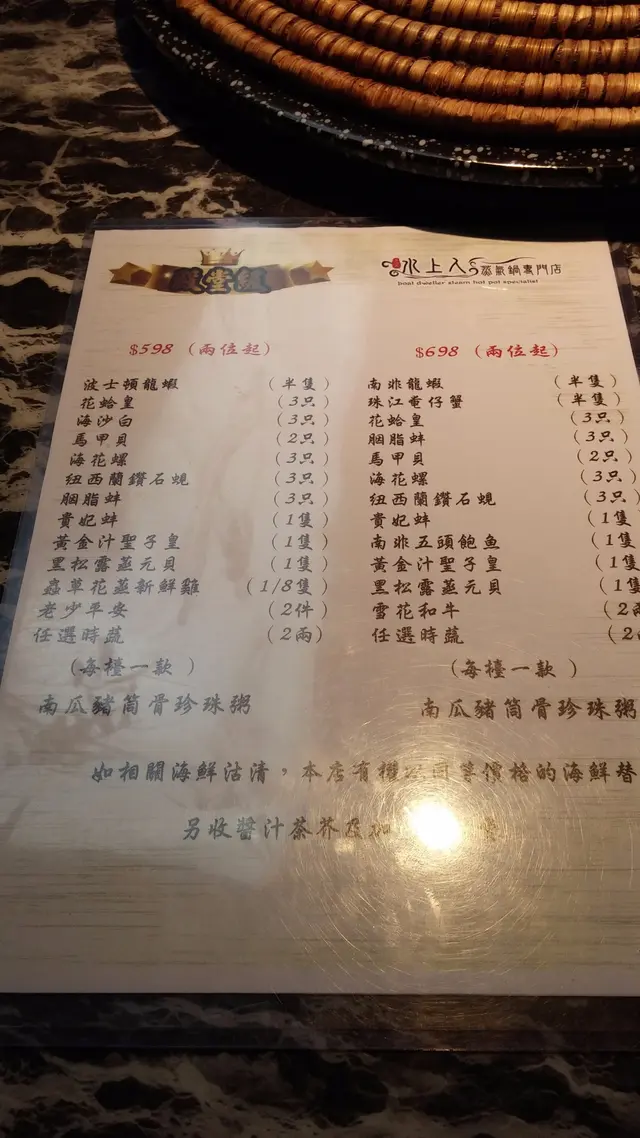 殿堂級
水上人 蒸氣鍋專門店
boat dweller steam hot pot specialist
$598 (兩位起)
波士頓龍蝦 (半隻)
花蛤皇 (3只)
海沙白 (3只)
馬甲貝 (2只)
海花螺 (3只)
紐西蘭鑽石蜆 (3只)
胭脂蚌 (3只)
貴妃蚌 (1隻)
黃金汁聖子皇 (1隻)
黑松露蒸元貝 (1隻)
蟲草花蒸新鮮雞 (1/8隻)
老少平安 (2件)
任選時蔬 (2兩)
(每檯一款)
南瓜豬筒骨珍珠粥
$698 (兩位起)
南非龍蝦 (半隻)
珠江奄仔蟹 (半隻)
花蛤皇 (3只)
胭脂蚌 (3只)
馬甲貝 (2只)
海花螺 (3只)
紐西蘭鑽石蜆 (3只
貴妃蚌 (1隻
南非五頭鮑魚 (1隻
黃金汁聖子皇 (1隻
黑松露蒸元貝 (1隻
雪花和牛 (2兩
任選時蔬 (2
(每檯一款)
南瓜豬筒骨珍珠粥
如相關海鮮沽清，本店有權以同等價格的海鮮替
另收醬汁茶芥及加